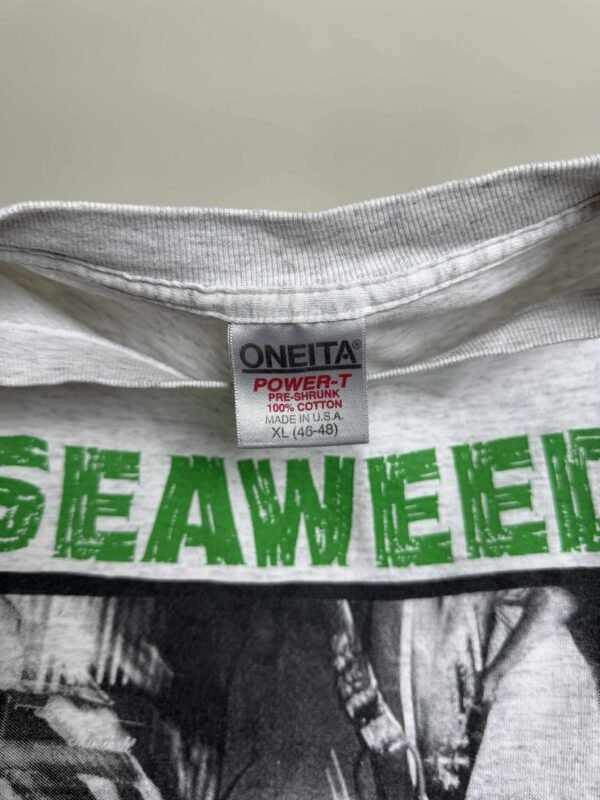 ONEITA®
POWER-T
PRE-SHRUNK
100% COTTON
MADE IN U.S.A.
XL (46-48)
SEAWEED